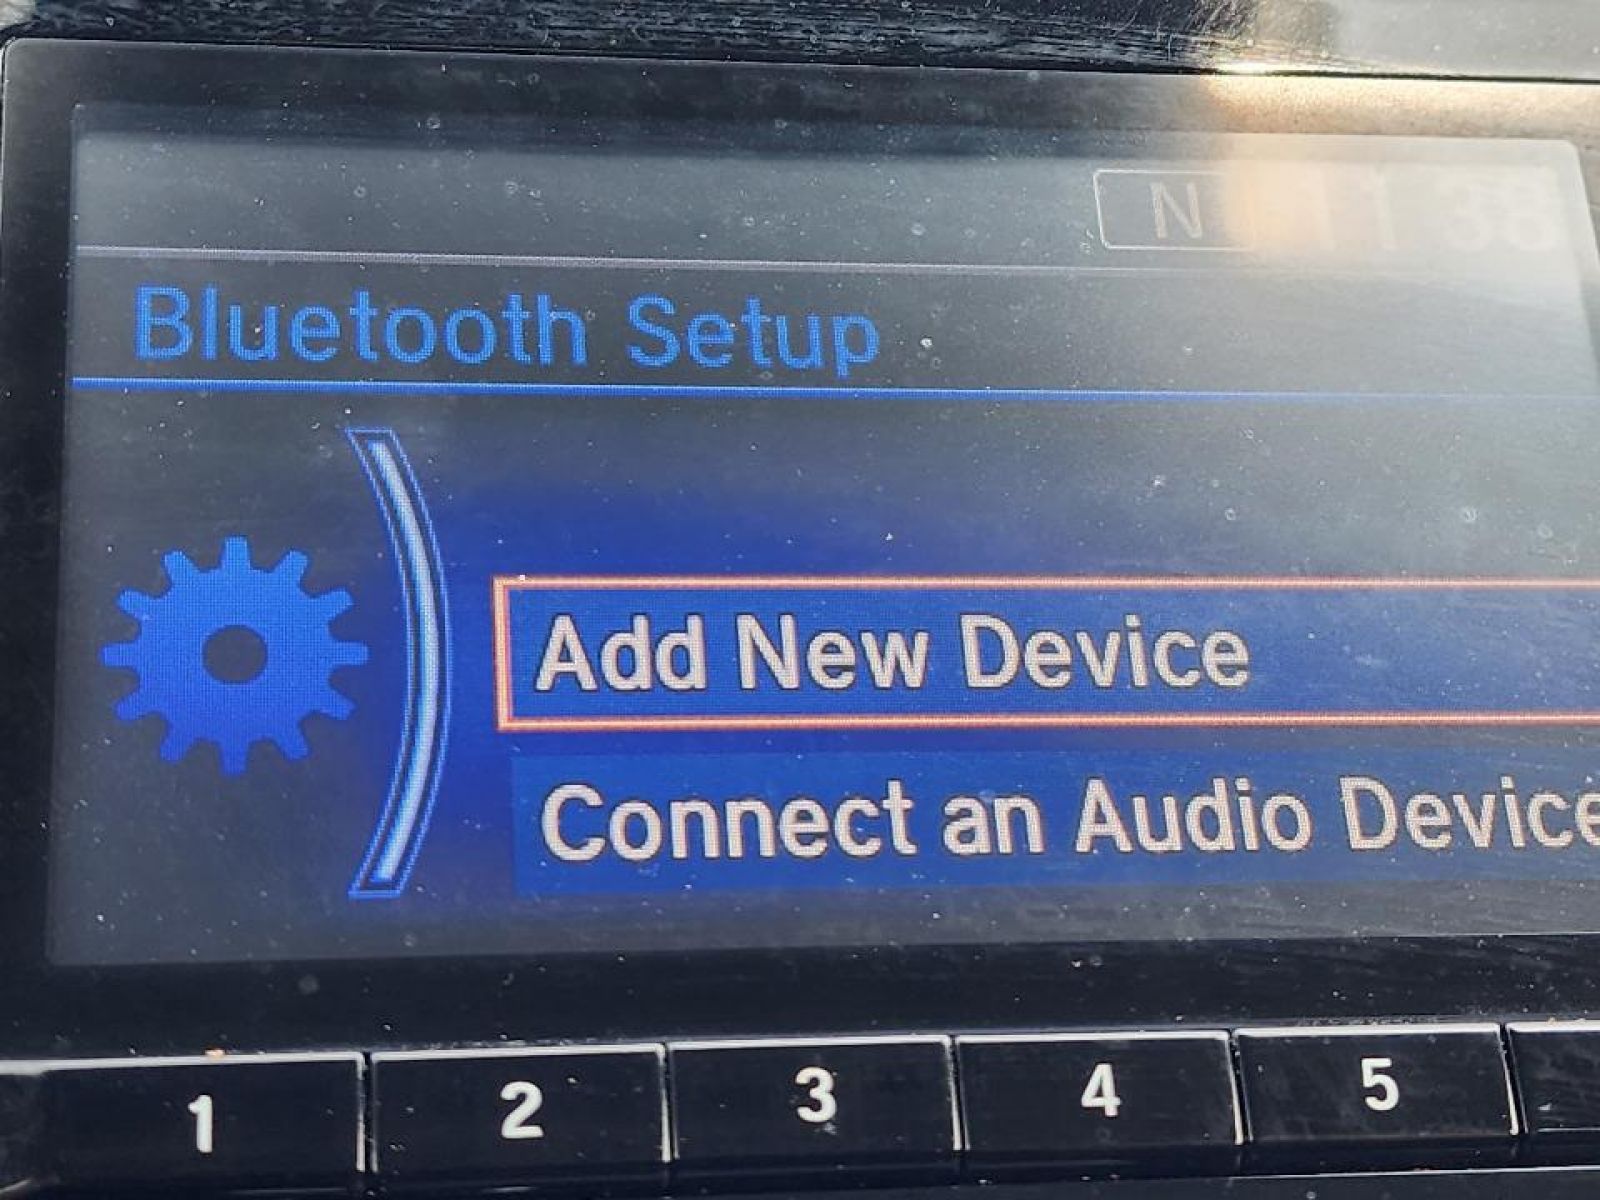 N
Bluetooth Setup
Add New Device
Connect an Audio Device
1 2 3 4 5